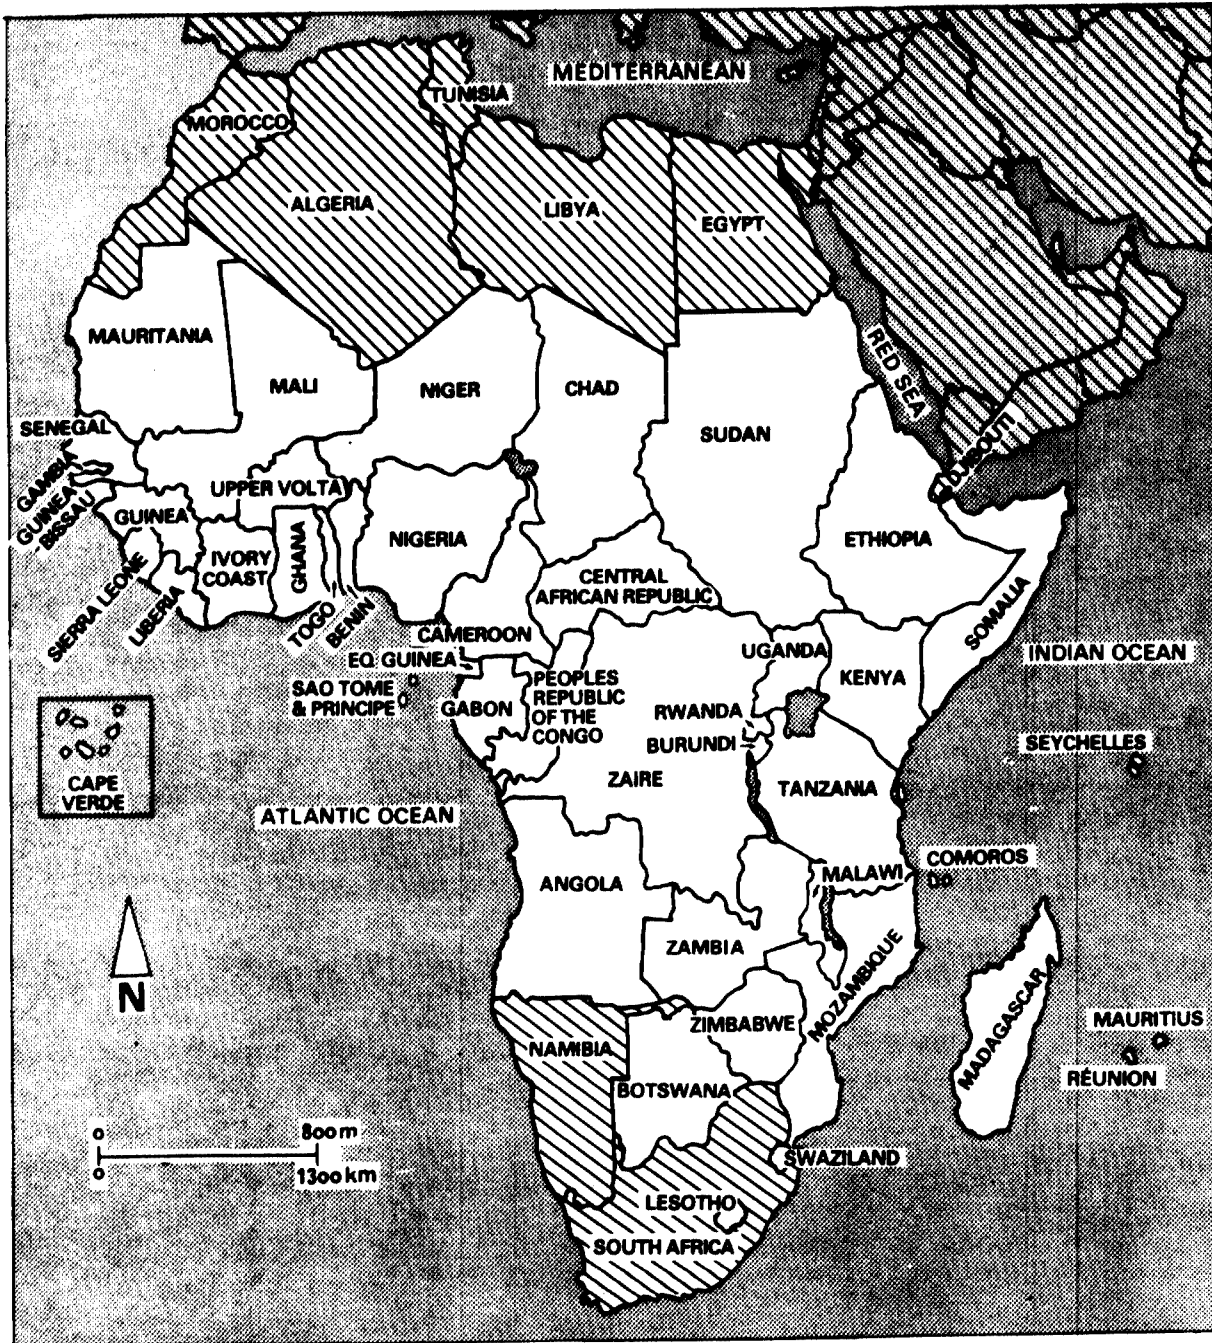 MEDITERRANEAN
TUNISIA
MOROCCO
ALGERIA
LIBYA
EGYPT
MAURITANIA
MALI
NIGER
CHAD
RED SEA
SUDAN
SENEGAL
GAMBIA
GUINEA
-BISSAU
DJIBOUTI
UPPER VOLTA
GUINEA
NIGERIA
ETHIOPIA
IVORY
COAST
GHANA
CENTRAL
AFRICAN REPUBLIC
SIERRA LEONE
LIBERIA
TOGO
BENIN
SOMALIA
CAMEROON
UGANDA
INDIAN OCEAN
EQ. GUINEA
KENYA
SAO TOME
& PRINCIPE
GABON
PEOPLES
REPUBLIC
OF THE
CONGO
RWANDA
BURUNDI
SEYCHELLES
CAPE
VERDE
ZAIRE
TANZANIA
ATLANTIC OCEAN
MALAWI
COMOROS
ANGOLA
ZAMBIA
MOZAMBIQUE
N
MADAGASCAR
ZIMBABWE
MAURITIUS
NAMIBIA
RÉUNION
BOTSWANA
0 800m
0 1300km
SWAZILAND
LESOTHO
SOUTH AFRICA